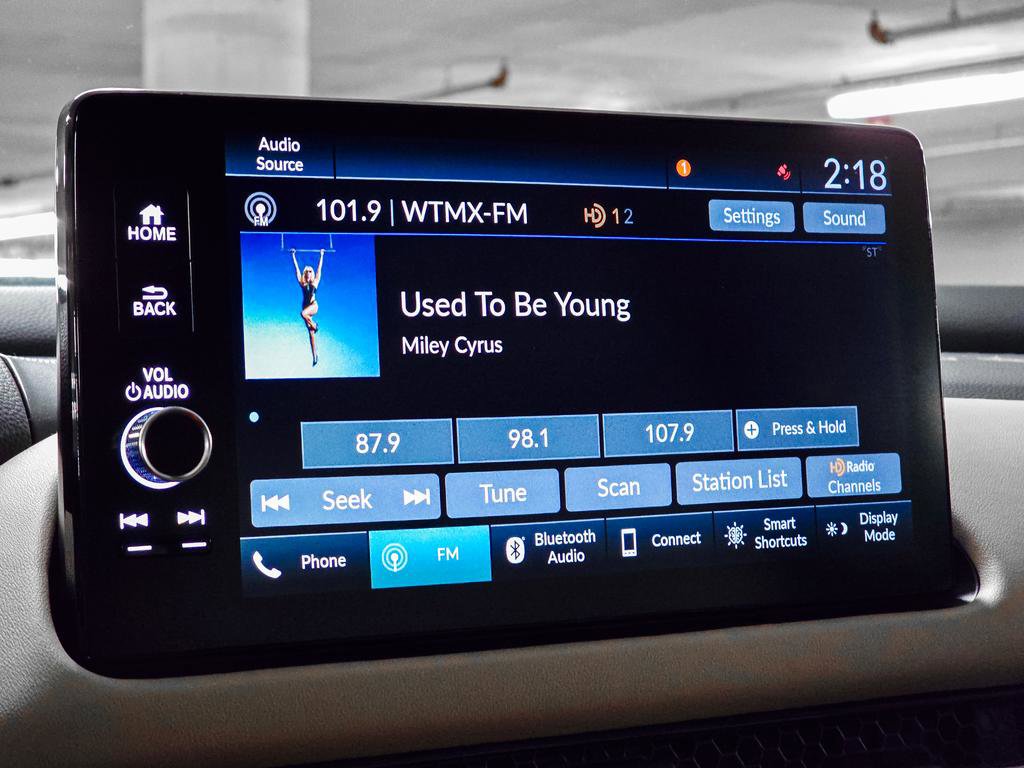 Audio
Source
1
2:18
HOME
FM
101.9 | WTMX-FM
HD 1 2
Settings
Sound
"ST"
BACK
Used To Be Young
Miley Cyrus
VOL
AUDIO
87.9
98.1
107.9
Press & Hold
Seek
Tune
Scan
Station List
HD Radio
Channels
Phone
FM
Bluetooth
Audio
Connect
Smart
Shortcuts
Display
Mode